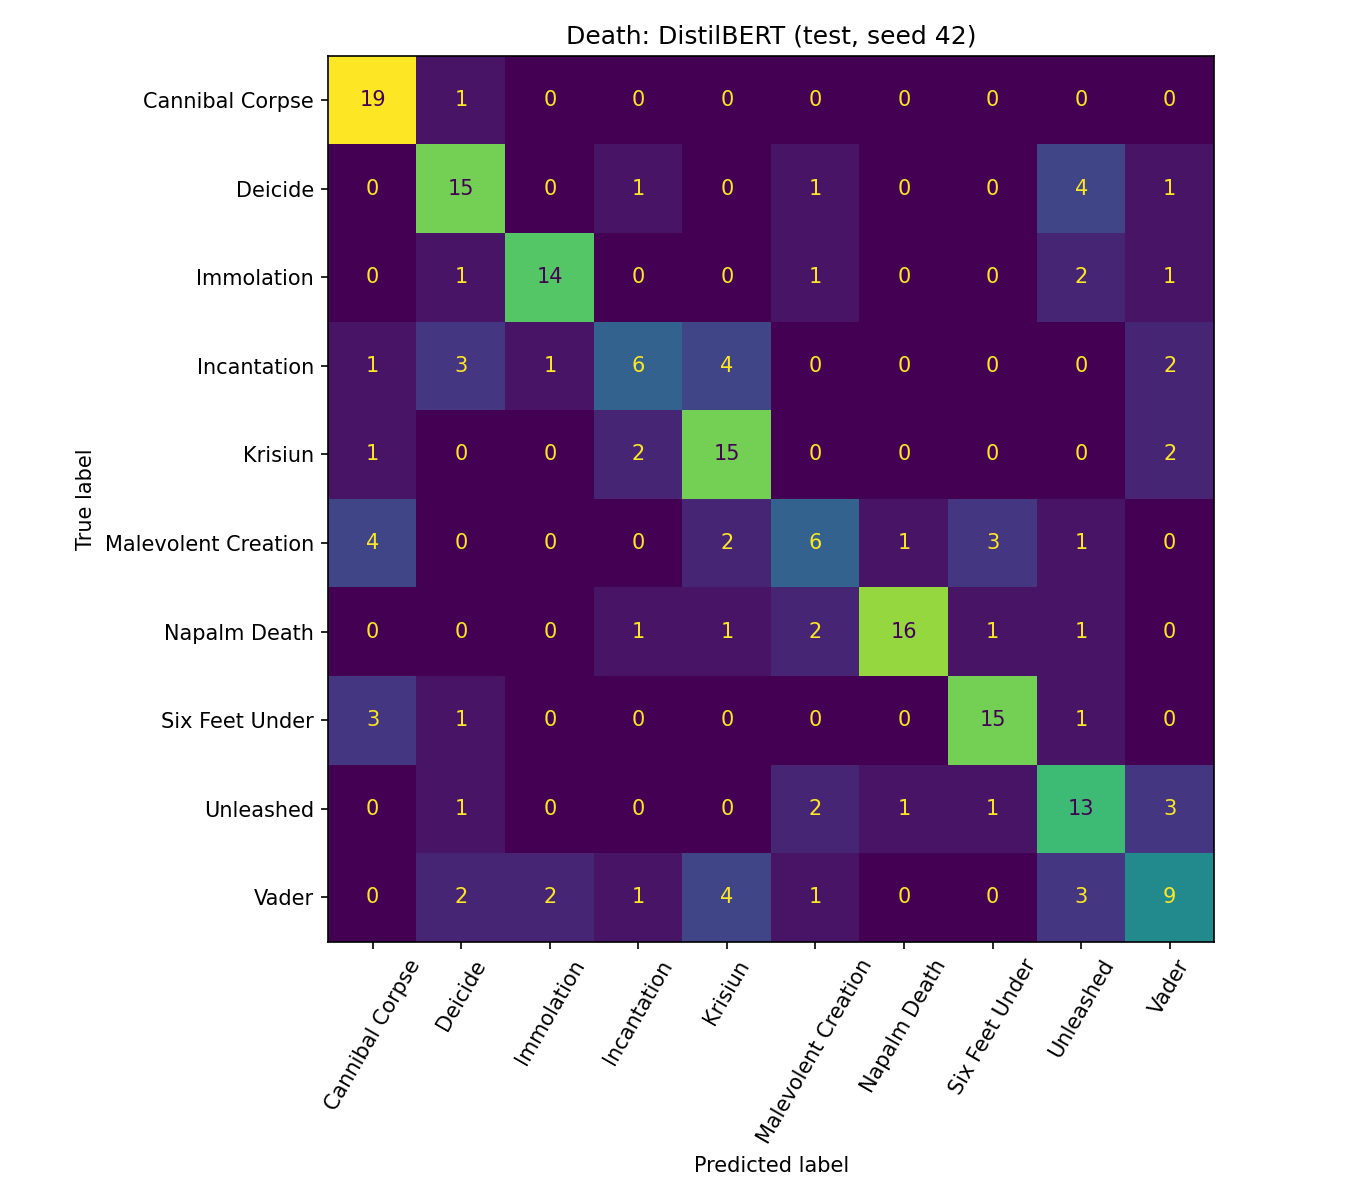 Death: DistilBERT (test, seed 42)
True label
Cannibal Corpse 19 1 0 0 0 0 0 0 0 0
Deicide 0 15 0 1 0 1 0 0 4 1
Immolation 0 1 14 0 0 1 0 0 2 1
Incantation 1 3 1 6 4 0 0 0 0 2
Krisiun 1 0 0 2 15 0 0 0 0 2
Malevolent Creation 4 0 0 0 2 6 1 3 1 0
Napalm Death 0 0 0 1 1 2 16 1 1 0
Six Feet Under 3 1 0 0 0 0 0 15 1 0
Unleashed 0 1 0 0 0 2 1 1 13 3
Vader 0 2 2 1 4 1 0 0 3 9
Cannibal Corpse
Deicide
Immolation
Incantation
Krisiun
Malevolent Creation
Napalm Death
Six Feet Under
Unleashed
Vader
Predicted label